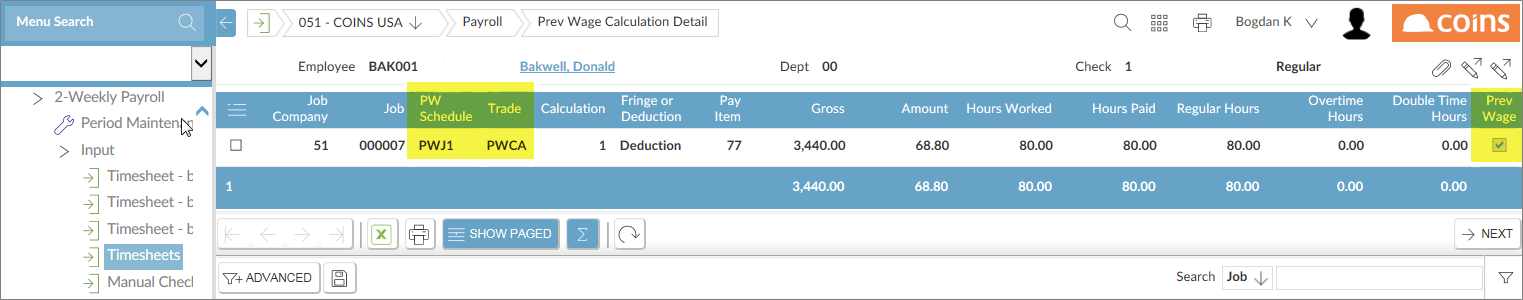 Menu Search
051 - COINS USA
Payroll
Prev Wage Calculation Detail
Bogdan K
coins
Employee BAK001 Bakwell, Donald Dept 00 Check 1 Regular
2-Weekly Payroll
Period Mainten
Input
Timesheet - b
Timesheet - b
Timesheet - b
Timesheets
Manual Chec
Job Company
Job
PW Schedule
Trade
Calculation
Fringe or Deduction
Pay Item
Gross
Amount
Hours Worked
Hours Paid
Regular Hours
Overtime Hours
Double Time Hours
Prev Wage
51 000007 PWJ1 PWCA 1 Deduction 77 3,440.00 68.80 80.00 80.00 80.00 0.00 0.00
1 3,440.00 68.80 80.00 80.00 80.00 0.00 0.00
SHOW PAGED Σ
NEXT
ADVANCED
Search Job